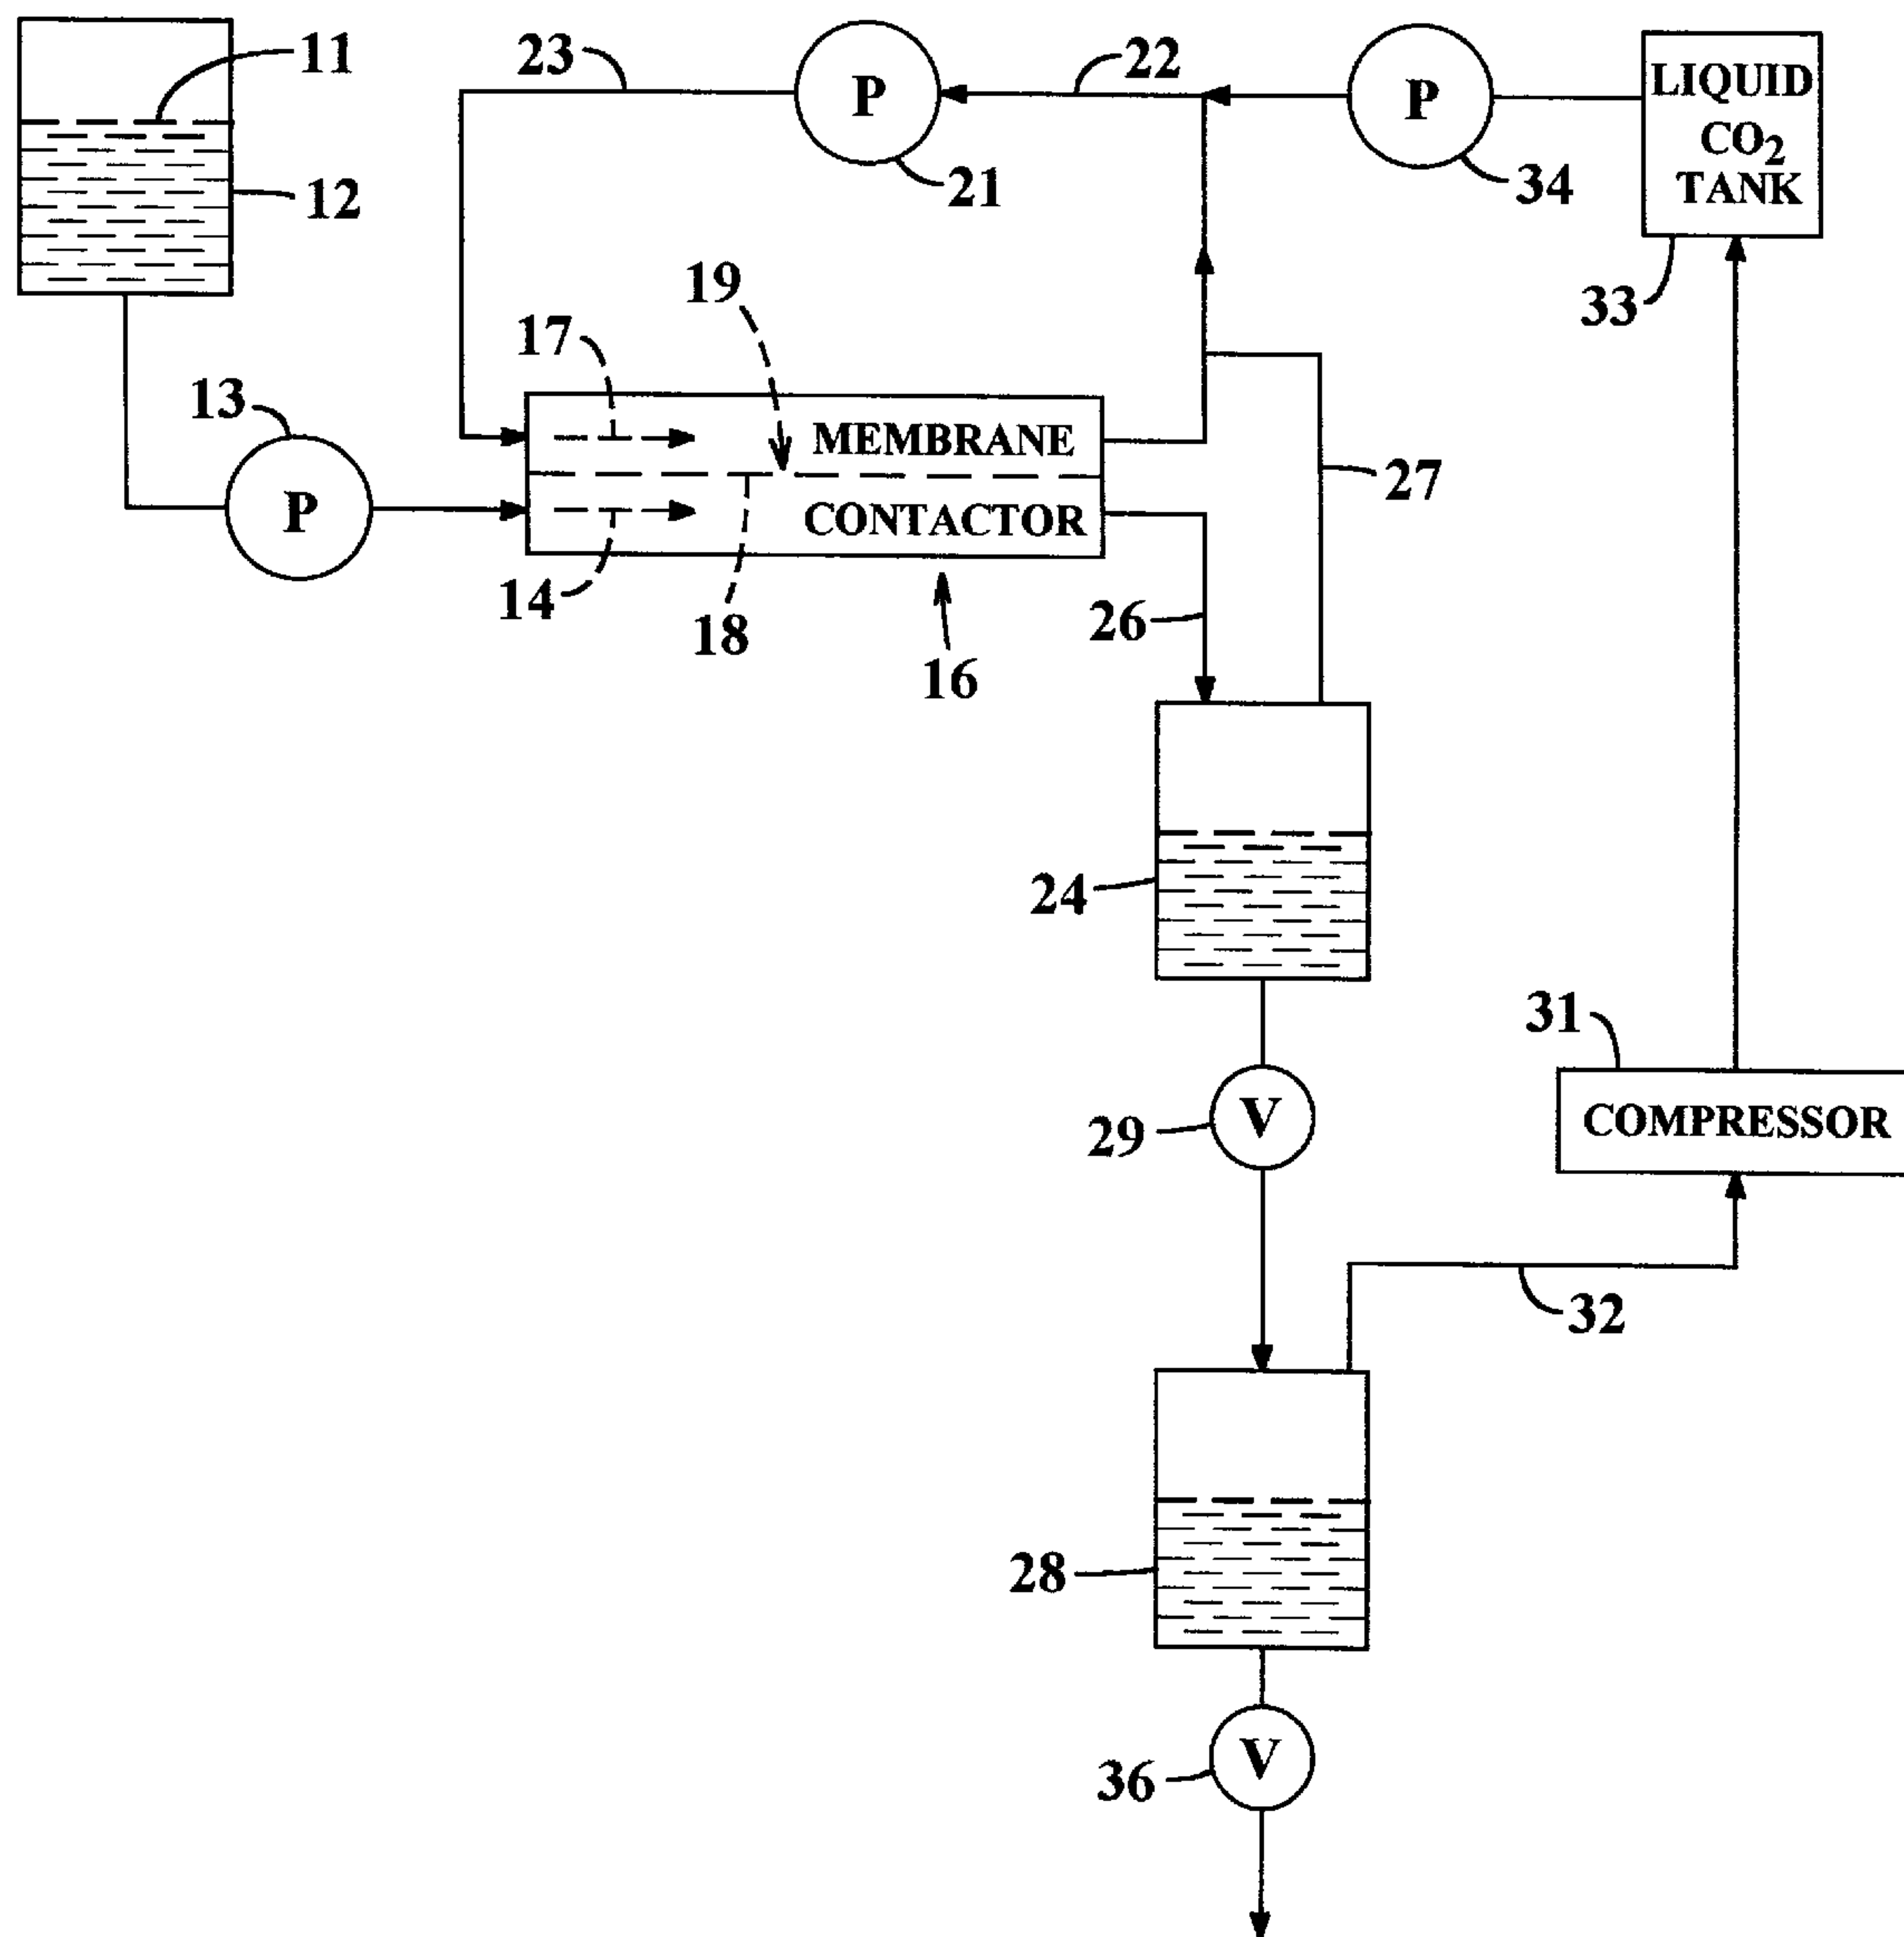 11
12
13
P
14
23
P
21
22
P
34
LIQUID
CO2
TANK
33
17
19
MEMBRANE
CONTACTOR
18
16
26
27
24
31
COMPRESSOR
V
29
32
28
V
36